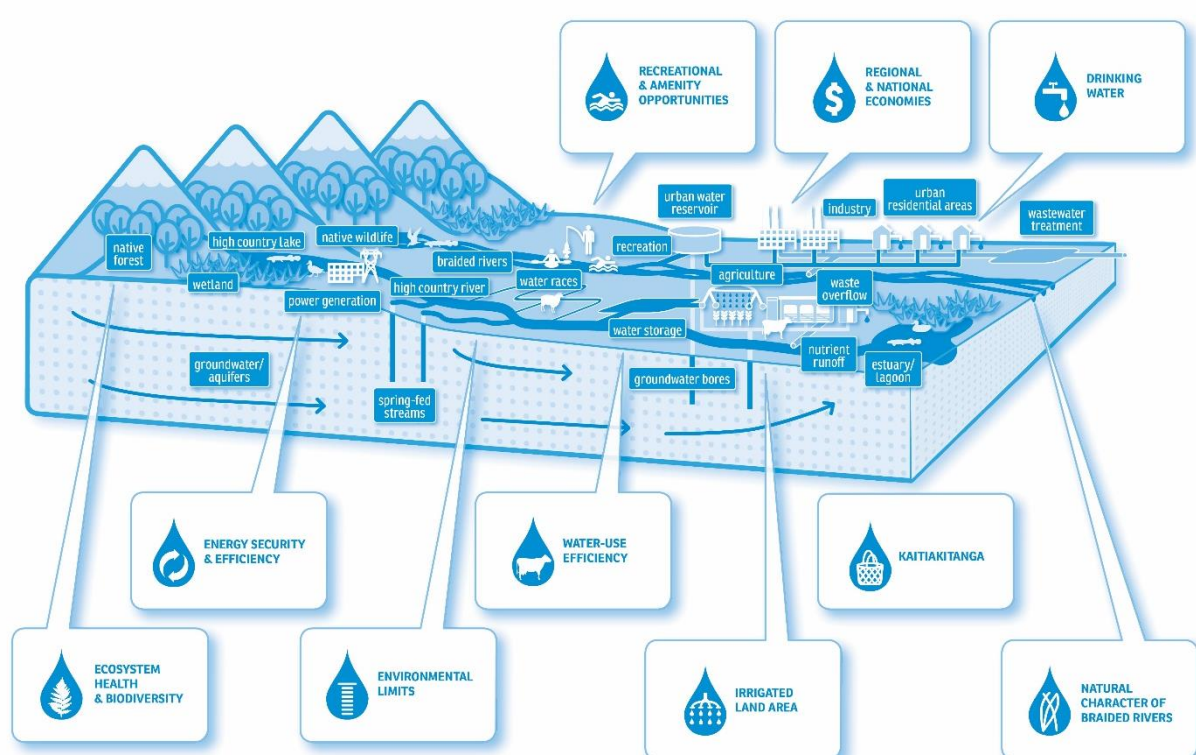 RECREATIONAL
& AMENITY
OPPORTUNITIES
REGIONAL
& NATIONAL
ECONOMIES
DRINKING
WATER
urban water
reservoir
industry
urban
residential areas
wastewater
treatment
native
forest
high country lake
native wildlife
braided rivers
recreation
wetland
power generation
high country river
water races
agriculture
waste
overflow
water storage
nutrient
runoff
estuary/
lagoon
groundwater/
aquifers
spring-fed
streams
groundwater bores
ENERGY SECURITY
& EFFICIENCY
WATER-USE
EFFICIENCY
KAITIAKITANGA
ECOSYSTEM
HEALTH
& BIODIVERSITY
ENVIRONMENTAL
LIMITS
IRRIGATED
LAND AREA
NATURAL
CHARACTER OF
BRAIDED RIVERS